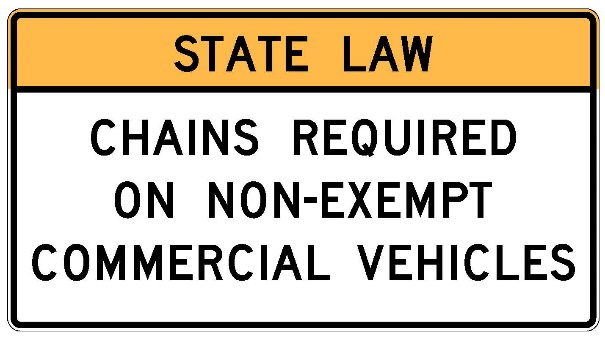 STATE LAW
CHAINS REQUIRED
ON NON-EXEMPT
COMMERCIAL VEHICLES